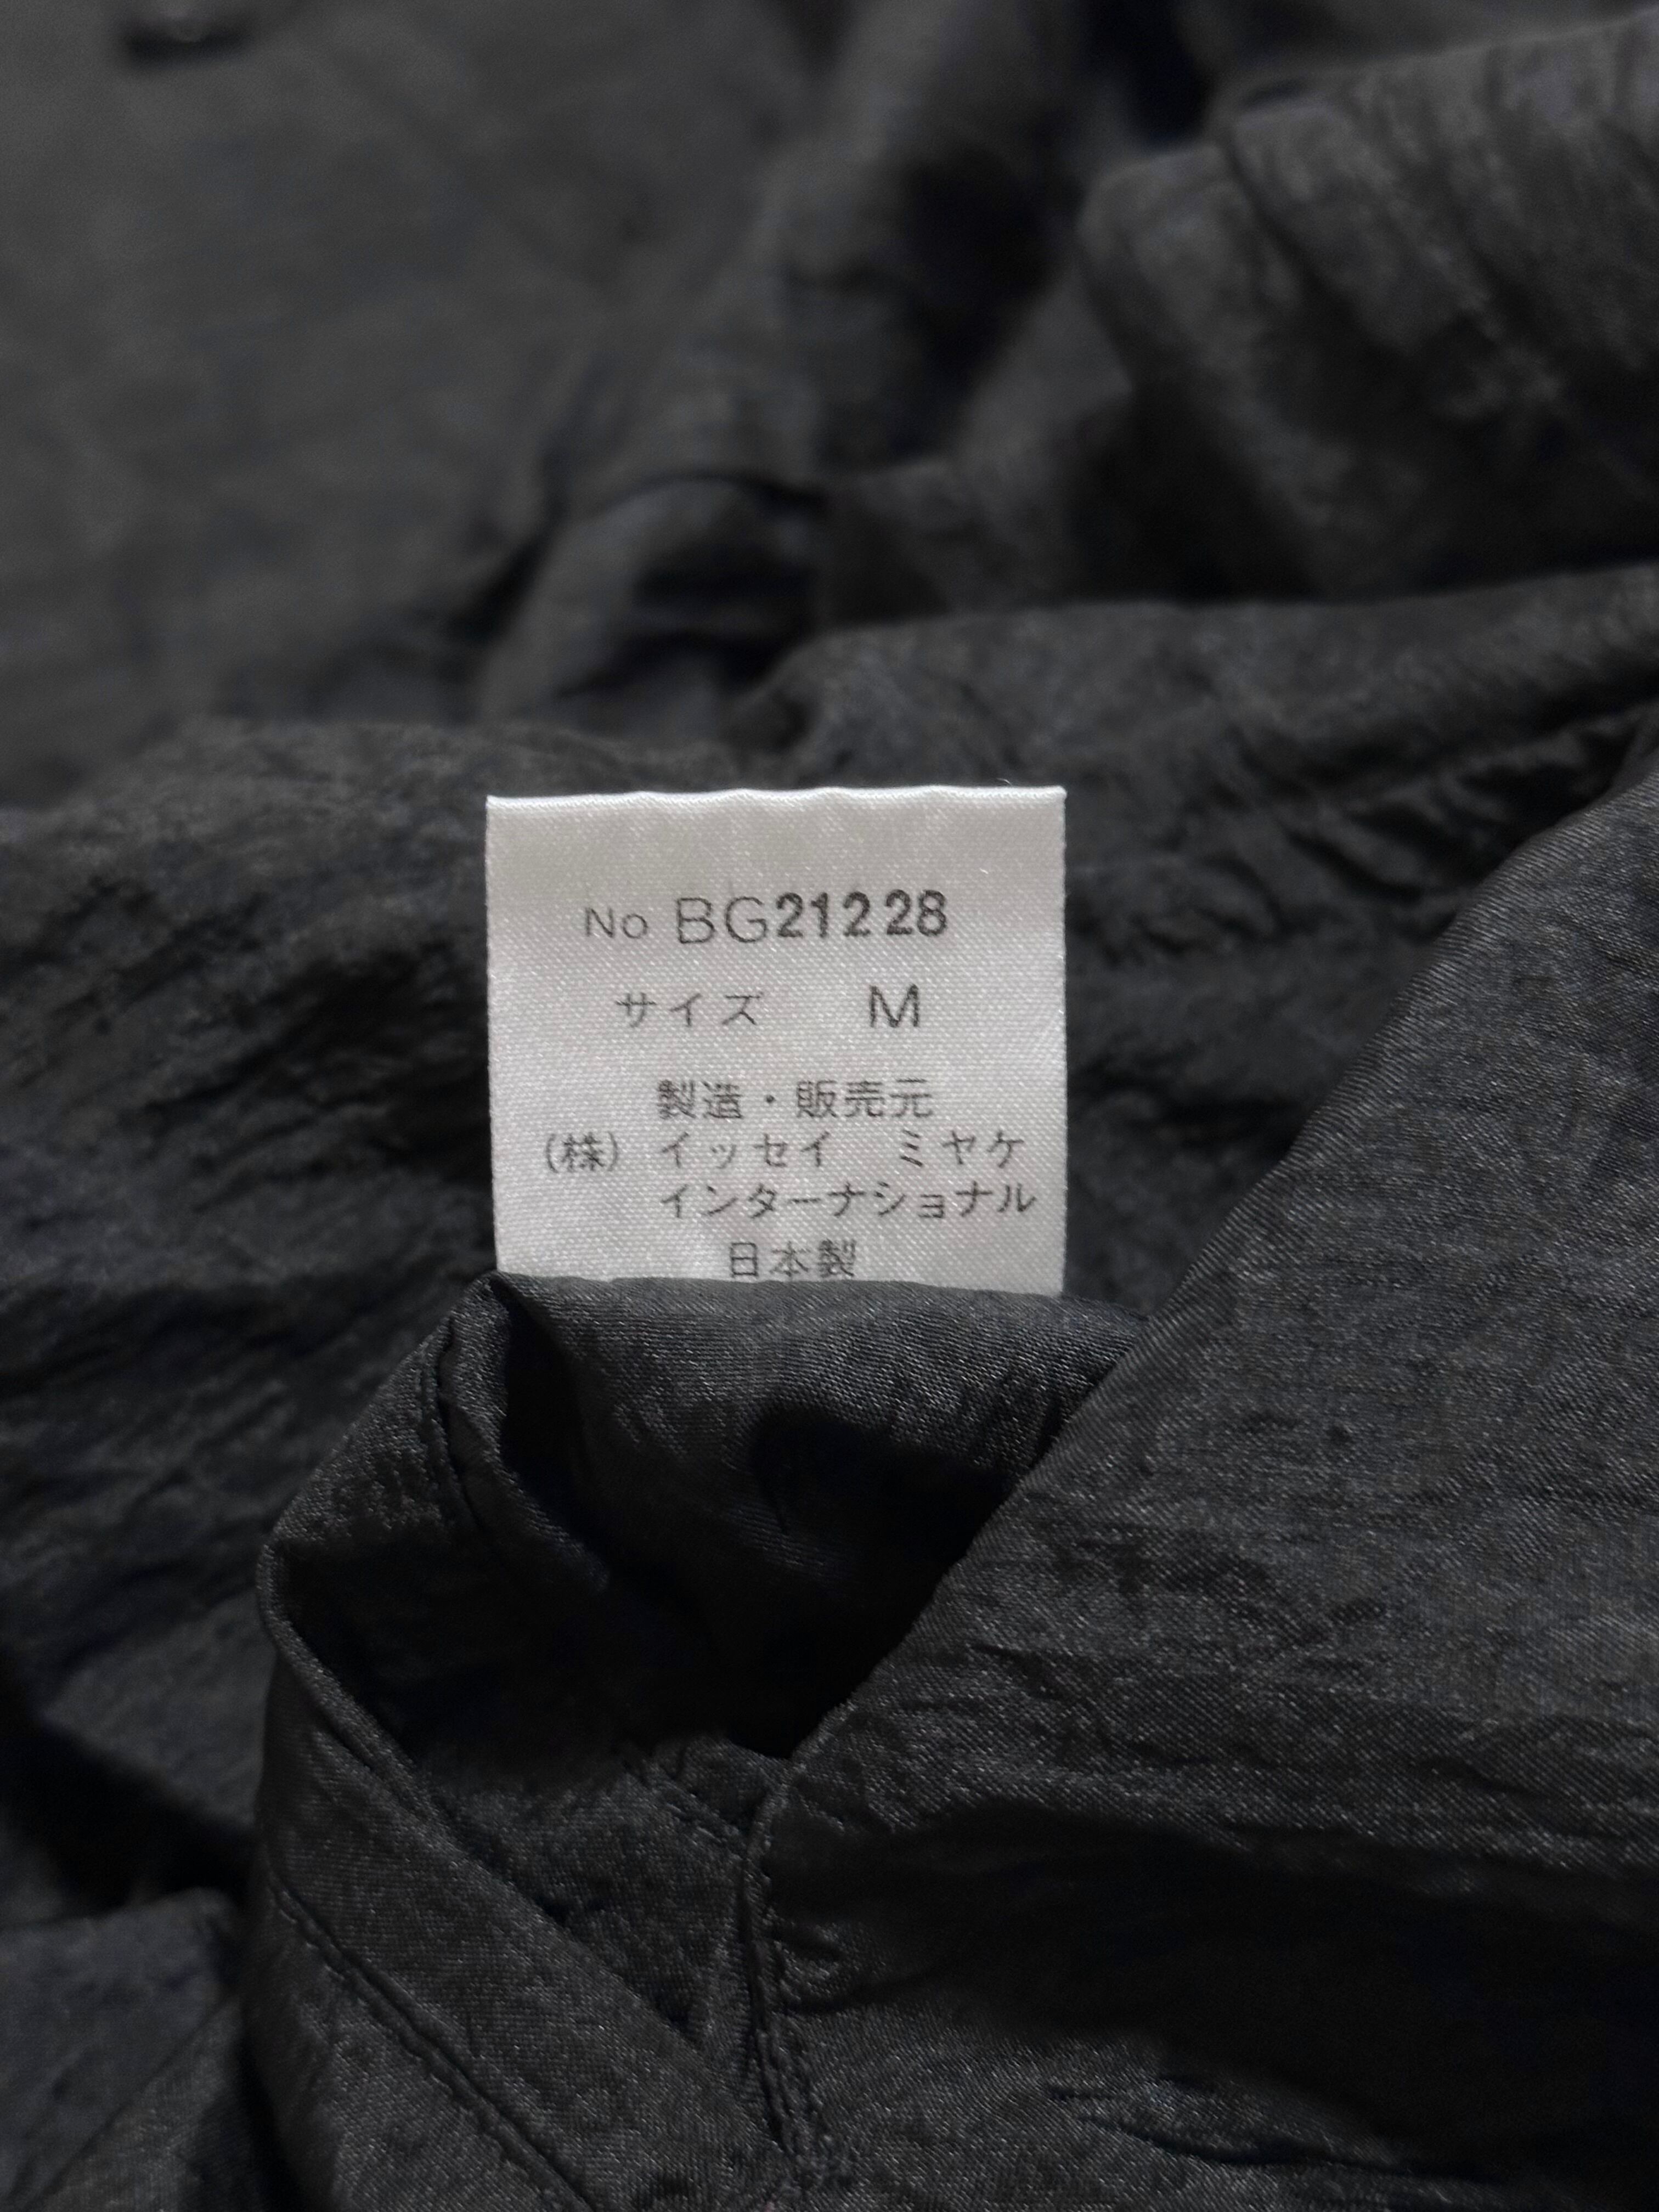 No BG21228
サイズ M
製造・販売元
(株) イッセイ ミヤケ
インターナショナル
日本製